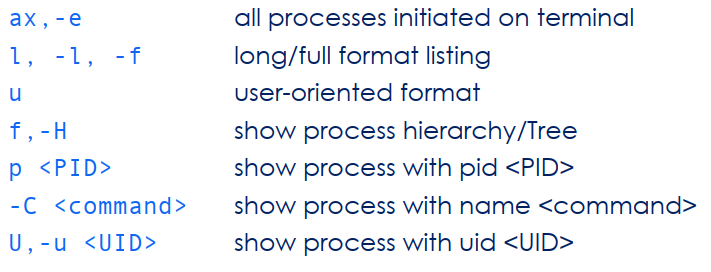 ax,-e all processes initiated on terminal
l, -l, -f long/full format listing
u user-oriented format
f,-H show process hierarchy/Tree
p <PID> show process with pid <PID>
-C <command> show process with name <command>
U,-u <UID> show process with uid <UID>